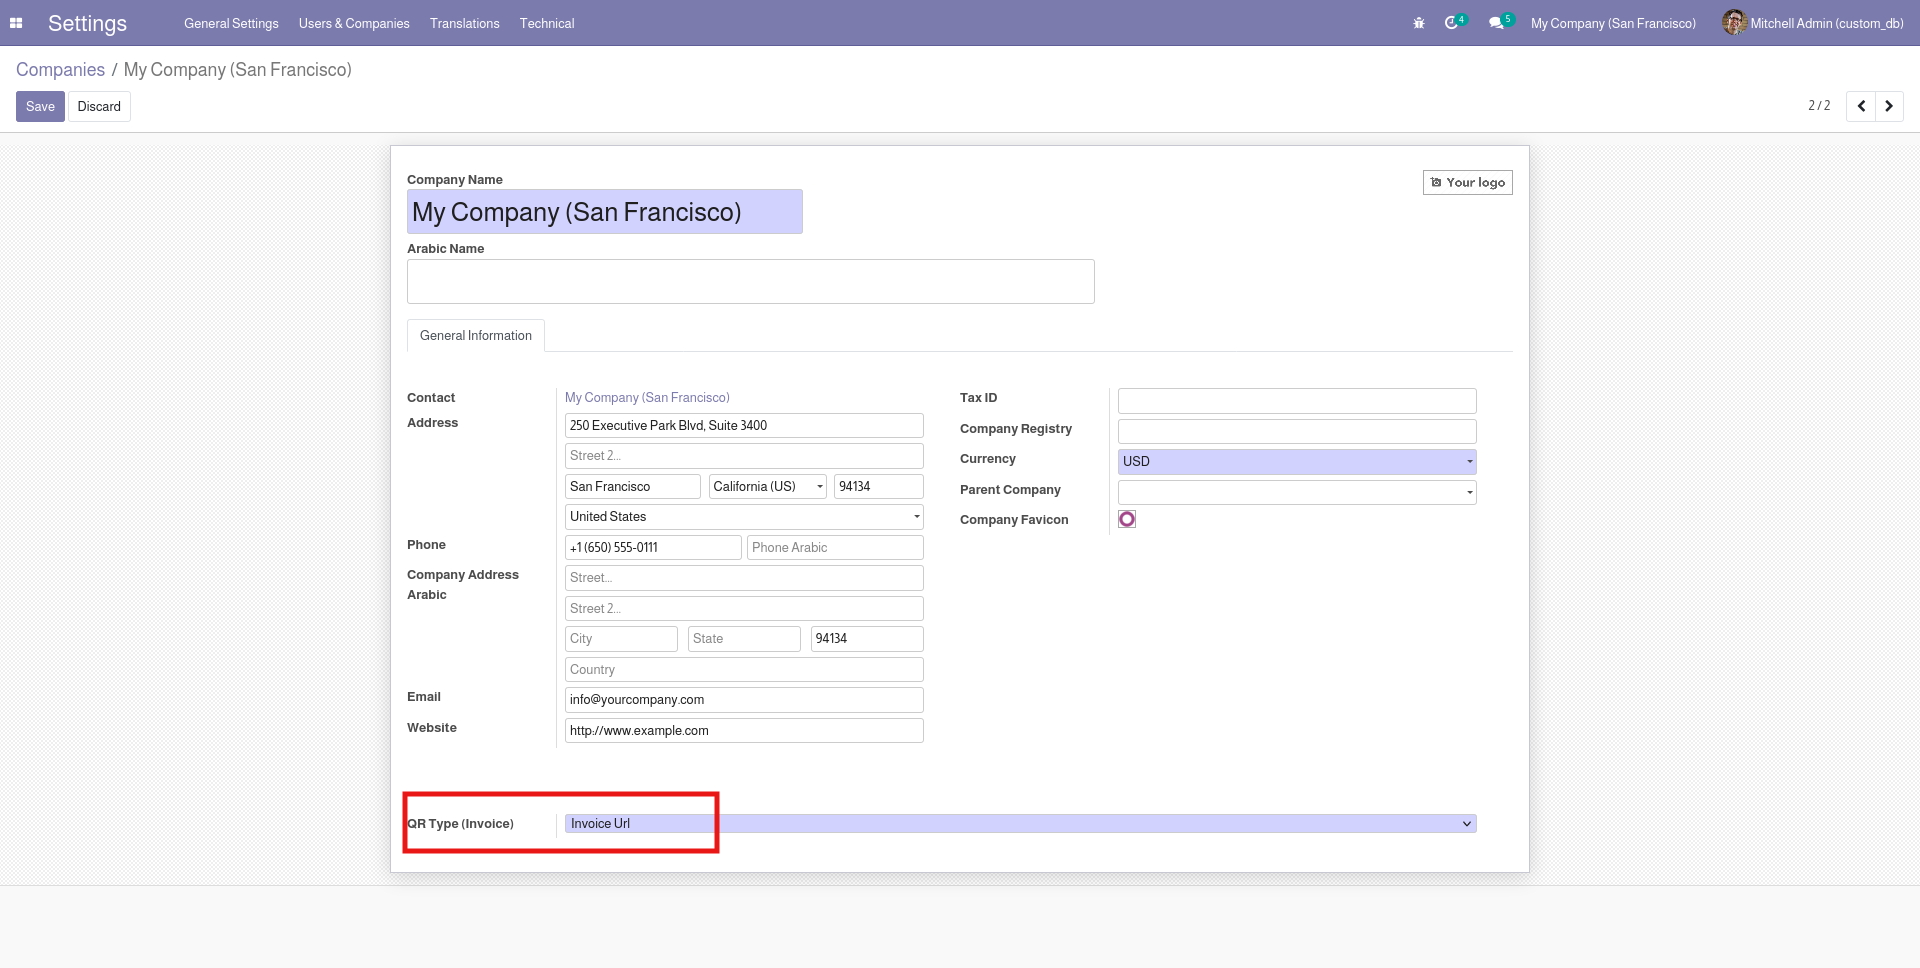 Settings
General Settings Users & Companies Translations Technical
4 5 My Company (San Francisco) Mitchell Admin (custom_db)
Companies / My Company (San Francisco)
Save Discard
2 / 2
Company Name
Your logo
My Company (San Francisco)
Arabic Name
General Information
Contact My Company (San Francisco)
Address 250 Executive Park Blvd, Suite 3400
Street 2...
San Francisco California (US) 94134
United States
Phone +1 (650) 555-0111 Phone Arabic
Company Address Arabic Street...
Street 2...
City State 94134
Country
Email info@yourcompany.com
Website http://www.example.com
Tax ID
Company Registry
Currency USD
Parent Company
Company Favicon
QR Type (Invoice) Invoice Url